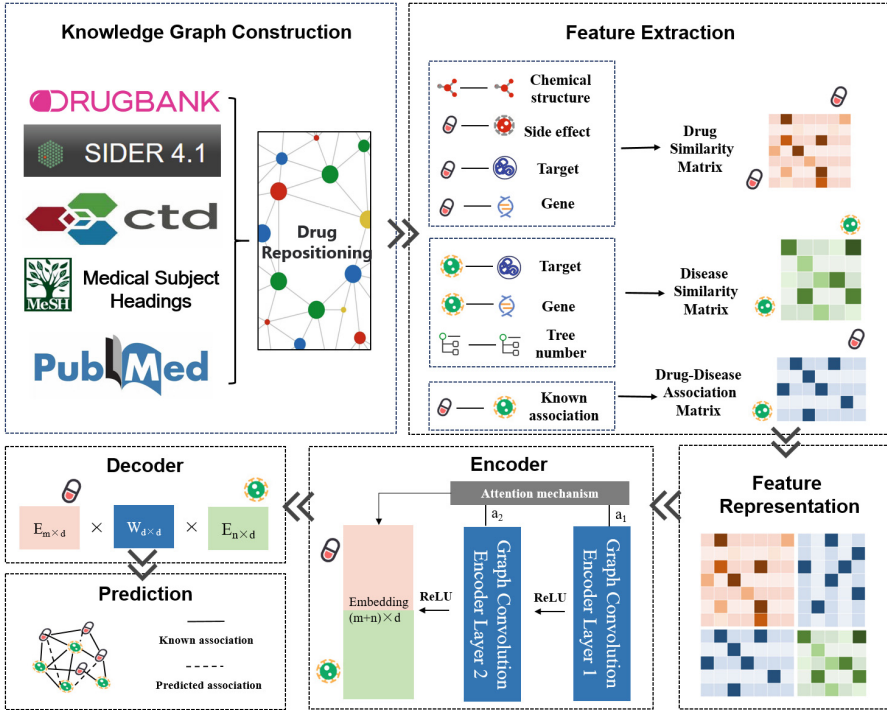 Knowledge Graph Construction
DRUGBANK
SIDER 4.1
ctd
MeSH
Medical Subject
Headings
PubMed
Drug
Repositioning
Feature Extraction
Chemical
structure
Side effect
Target
Gene
Drug
Similarity
Matrix
Target
Gene
Tree
number
Disease
Similarity
Matrix
Known
association
Drug-Disease
Association
Matrix
Feature
Representation
Encoder
Attention mechanism
a2
a1
Graph Convolution
Encoder Layer 1
ReLU
Graph Convolution
Encoder Layer 2
ReLU
Embedding
(m+n)×d
Decoder
Em×d × Wd×d × En×d
Prediction
Known association
Predicted association